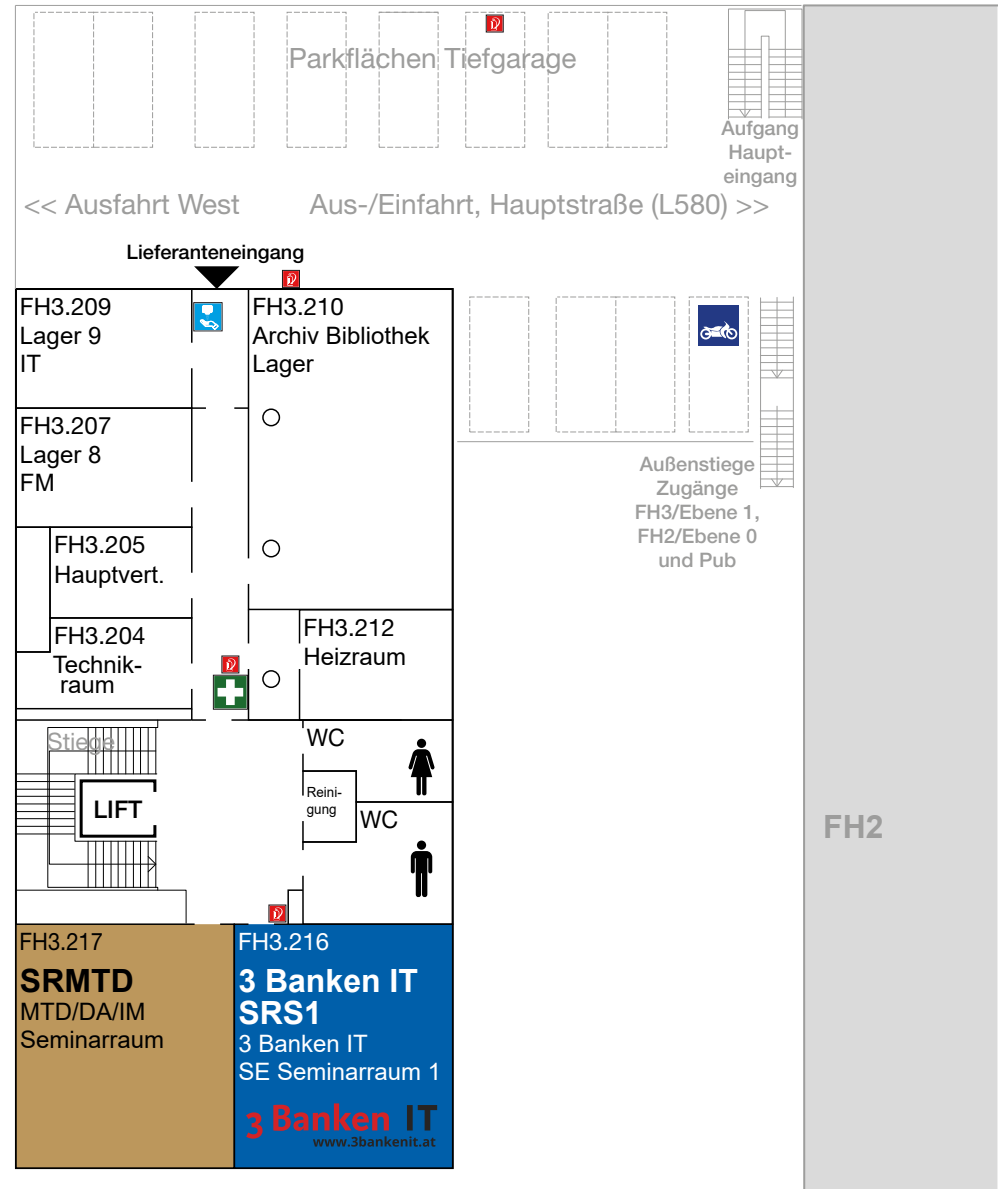 Parkflächen Tiefgarage
Aufgang
Haupt-
eingang
<< Ausfahrt West
Aus-/Einfahrt, Hauptstraße (L580) >>
Lieferanteneingang
FH3.209
Lager 9
IT
FH3.210
Archiv Bibliothek
Lager
FH3.207
Lager 8
FM
Außenstiege
Zugänge
FH3/Ebene 1,
FH2/Ebene 0
und Pub
FH3.205
Hauptvert.
FH3.204
Technik-
raum
FH3.212
Heizraum
Stiege
LIFT
WC
Reini-
gung
WC
FH2
FH3.217
SRMTD
MTD/DA/IM
Seminarraum
FH3.216
3 Banken IT
SRS1
3 Banken IT
SE Seminarraum 1
3 Banken IT
www.3bankenit.at